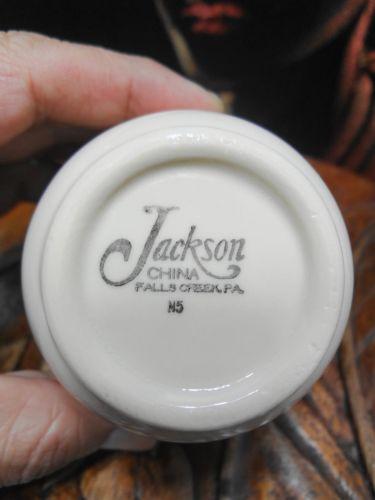 Jackson
CHINA
FALLS CREEK, PA.
N5